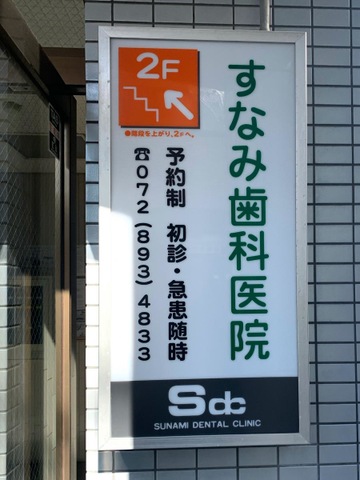 2F
●階段を上がり、2Fへ。
すなみ歯科医院
予約制 初診・急患随時
☎072(893)4833
Sdc
SUNAMI DENTAL CLINIC